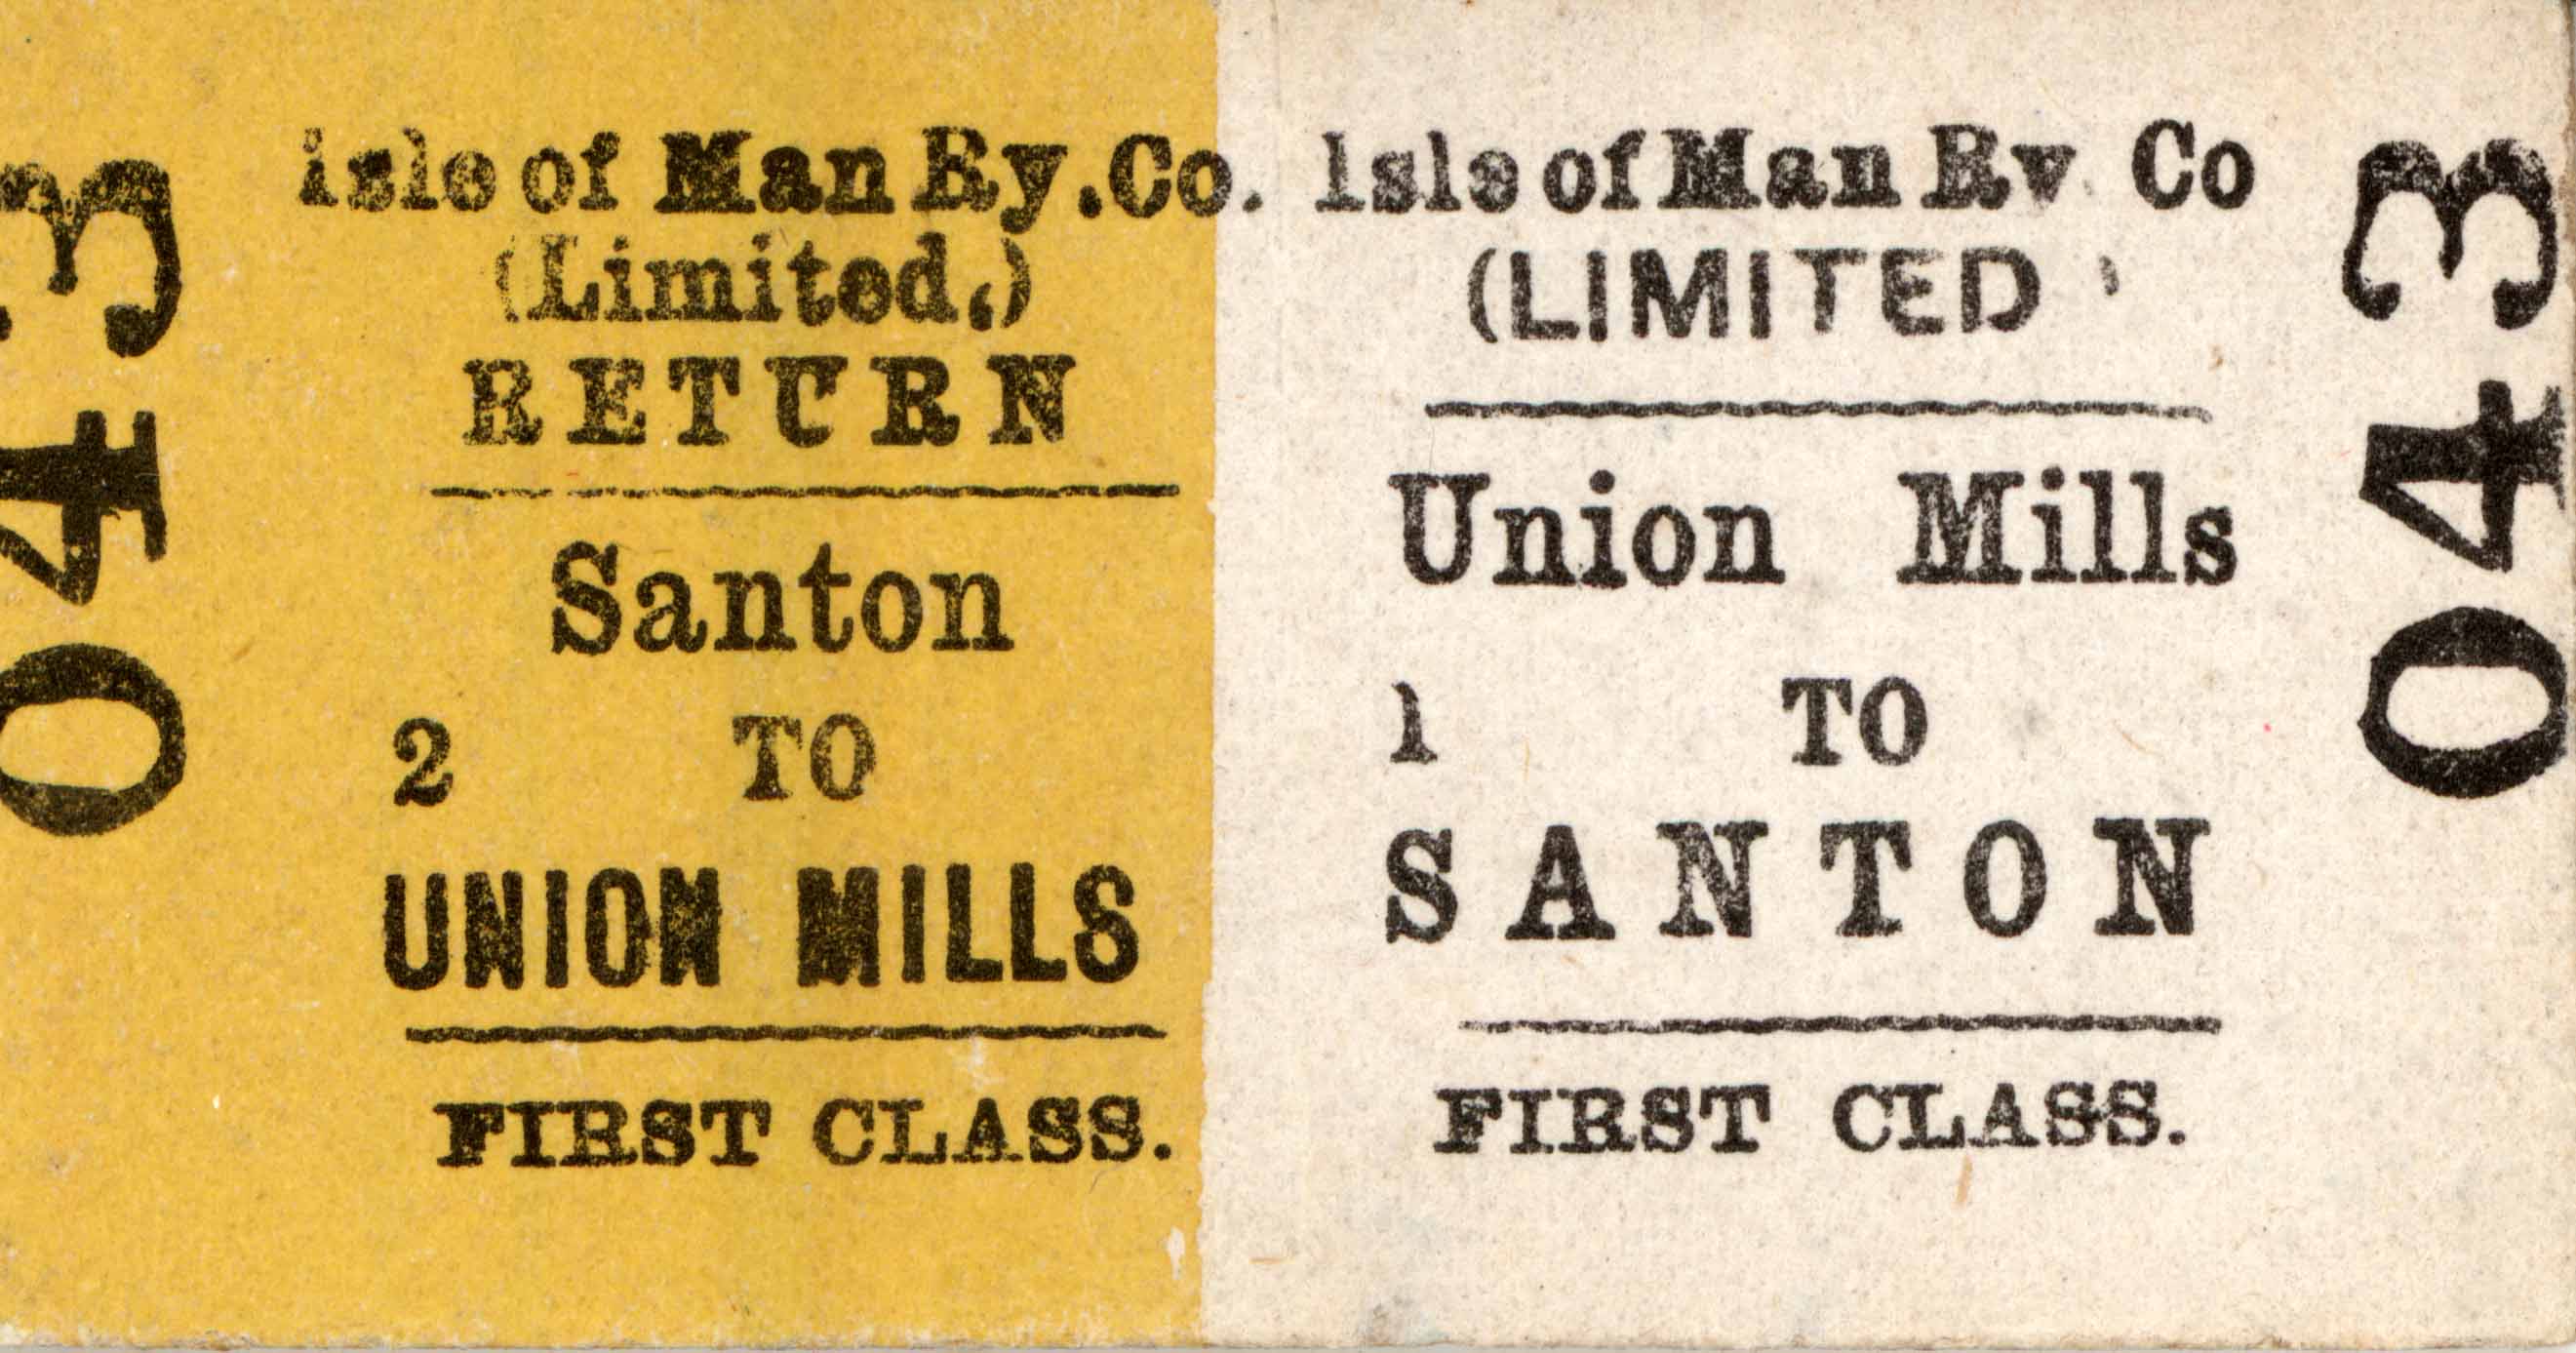 043
Isle of Man Ry. Co.
(Limited,)
RETURN
Santon
2 TO
UNION MILLS
FIRST CLASS.
Isle of Man Ry Co
(LIMITED )
Union Mills
1 TO
SANTON
FIRST CLASS.
043